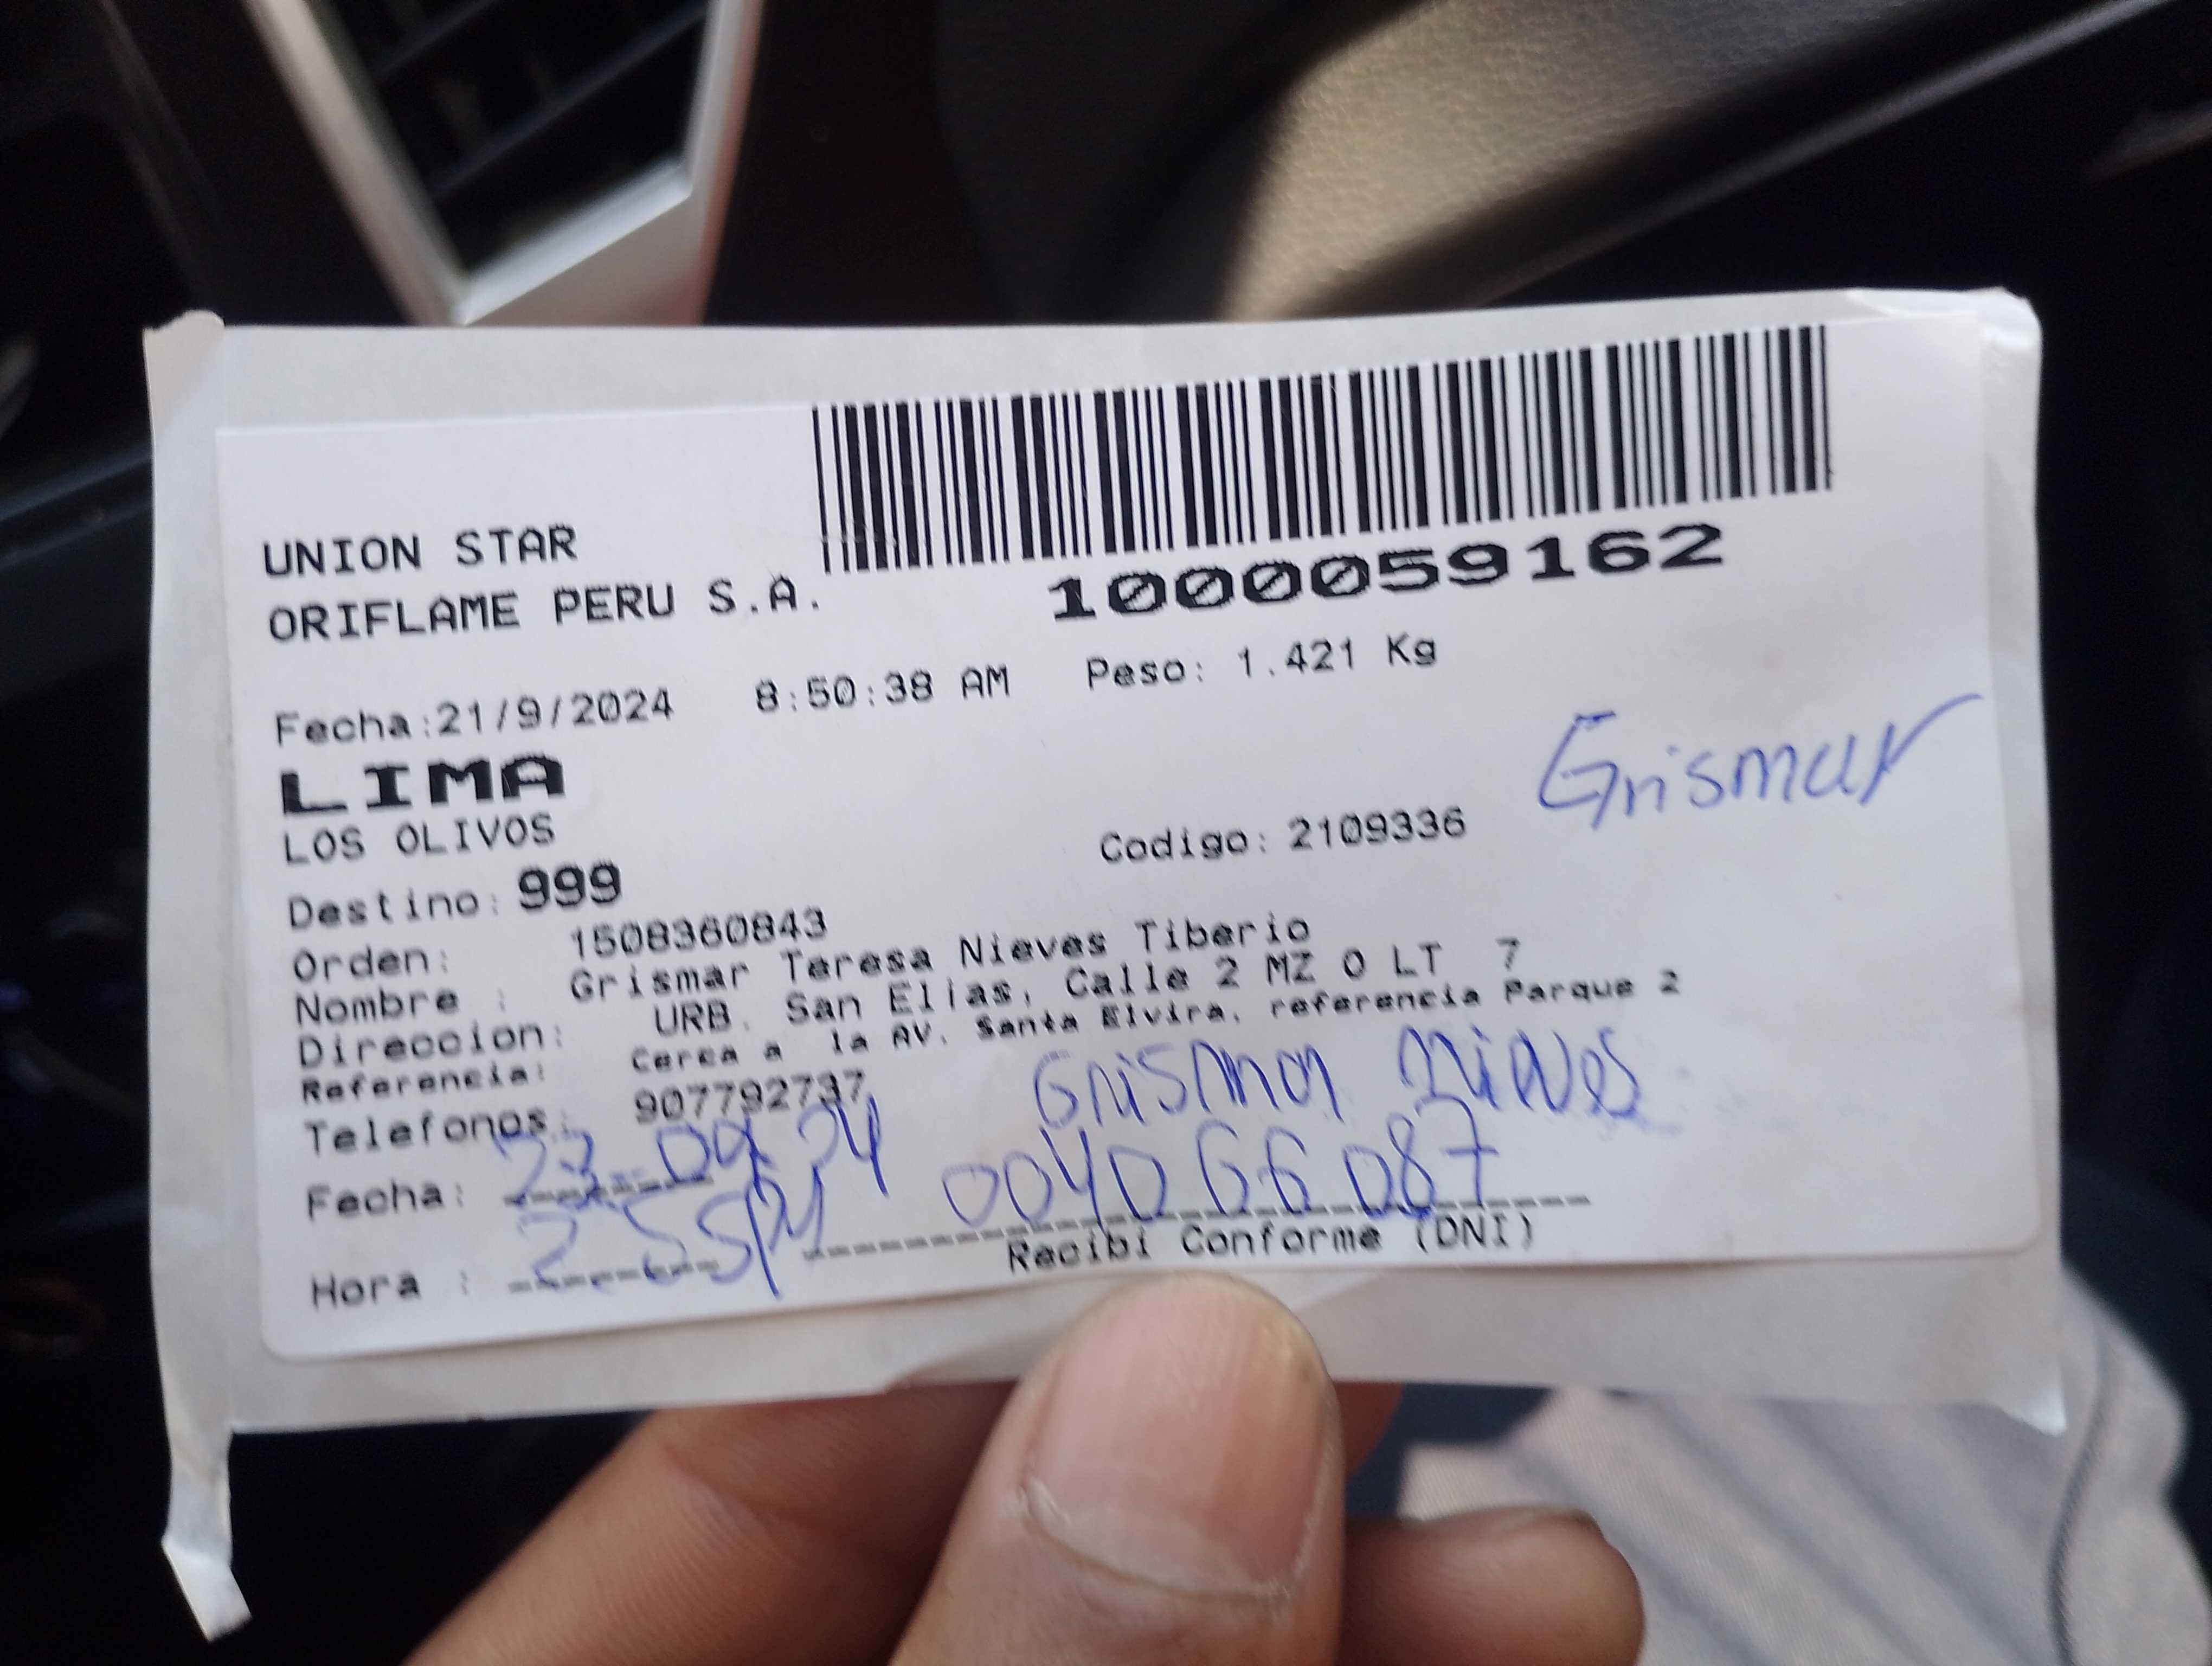 UNION STAR
ORIFLAME PERU S.A.
1000059162
Fecha:21/9/2024 8:50:38 AM Peso: 1.421 Kg
LIMA
Grismar
LOS OLIVOS
Codigo: 2109336
Destino: 999
Orden: 1508360843
Nombre : Grismar Teresa Nieves Tiberio
Direccion: URB. San Elias, Calle 2 MZ O LT 7
Referencia: Cerca a la AV. Santa Elvira, referencia Parque 2
Telefonos: 907792737
Grismar Nieves
Fecha: 23.09.24 004066087
Hora : 2.55PM
Recibi Conforme (DNI)